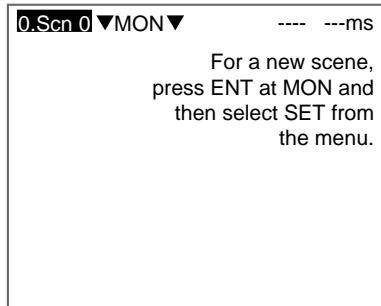 0.Scn 0 ▼MON▼ ---- ---ms
For a new scene,
press ENT at MON and
then select SET from
the menu.